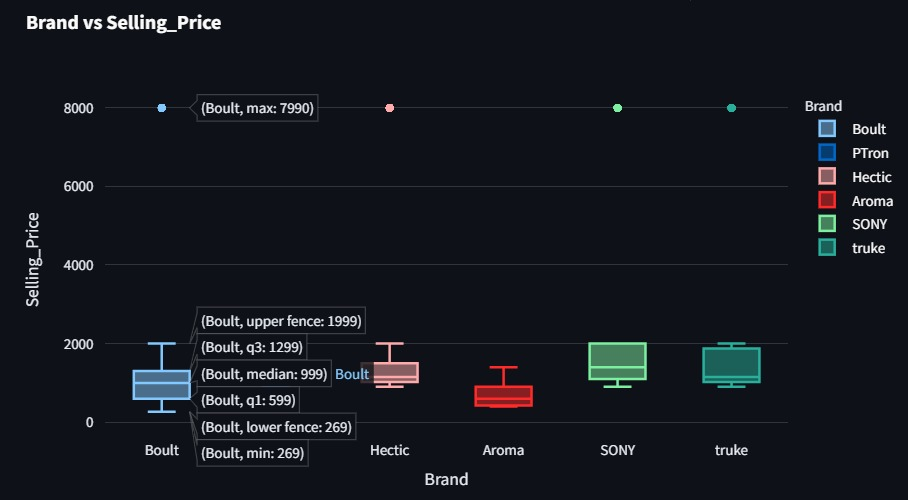 Brand vs Selling_Price
8000
6000
4000
2000
0
Selling_Price
(Boult, max: 7990)
(Boult, upper fence: 1999)
(Boult, q3: 1299)
(Boult, median: 999) Boult
(Boult, q1: 599)
(Boult, lower fence: 269)
(Boult, min: 269)
Boult Hectic Aroma SONY truke
Brand
Brand
Boult
PTron
Hectic
Aroma
SONY
truke